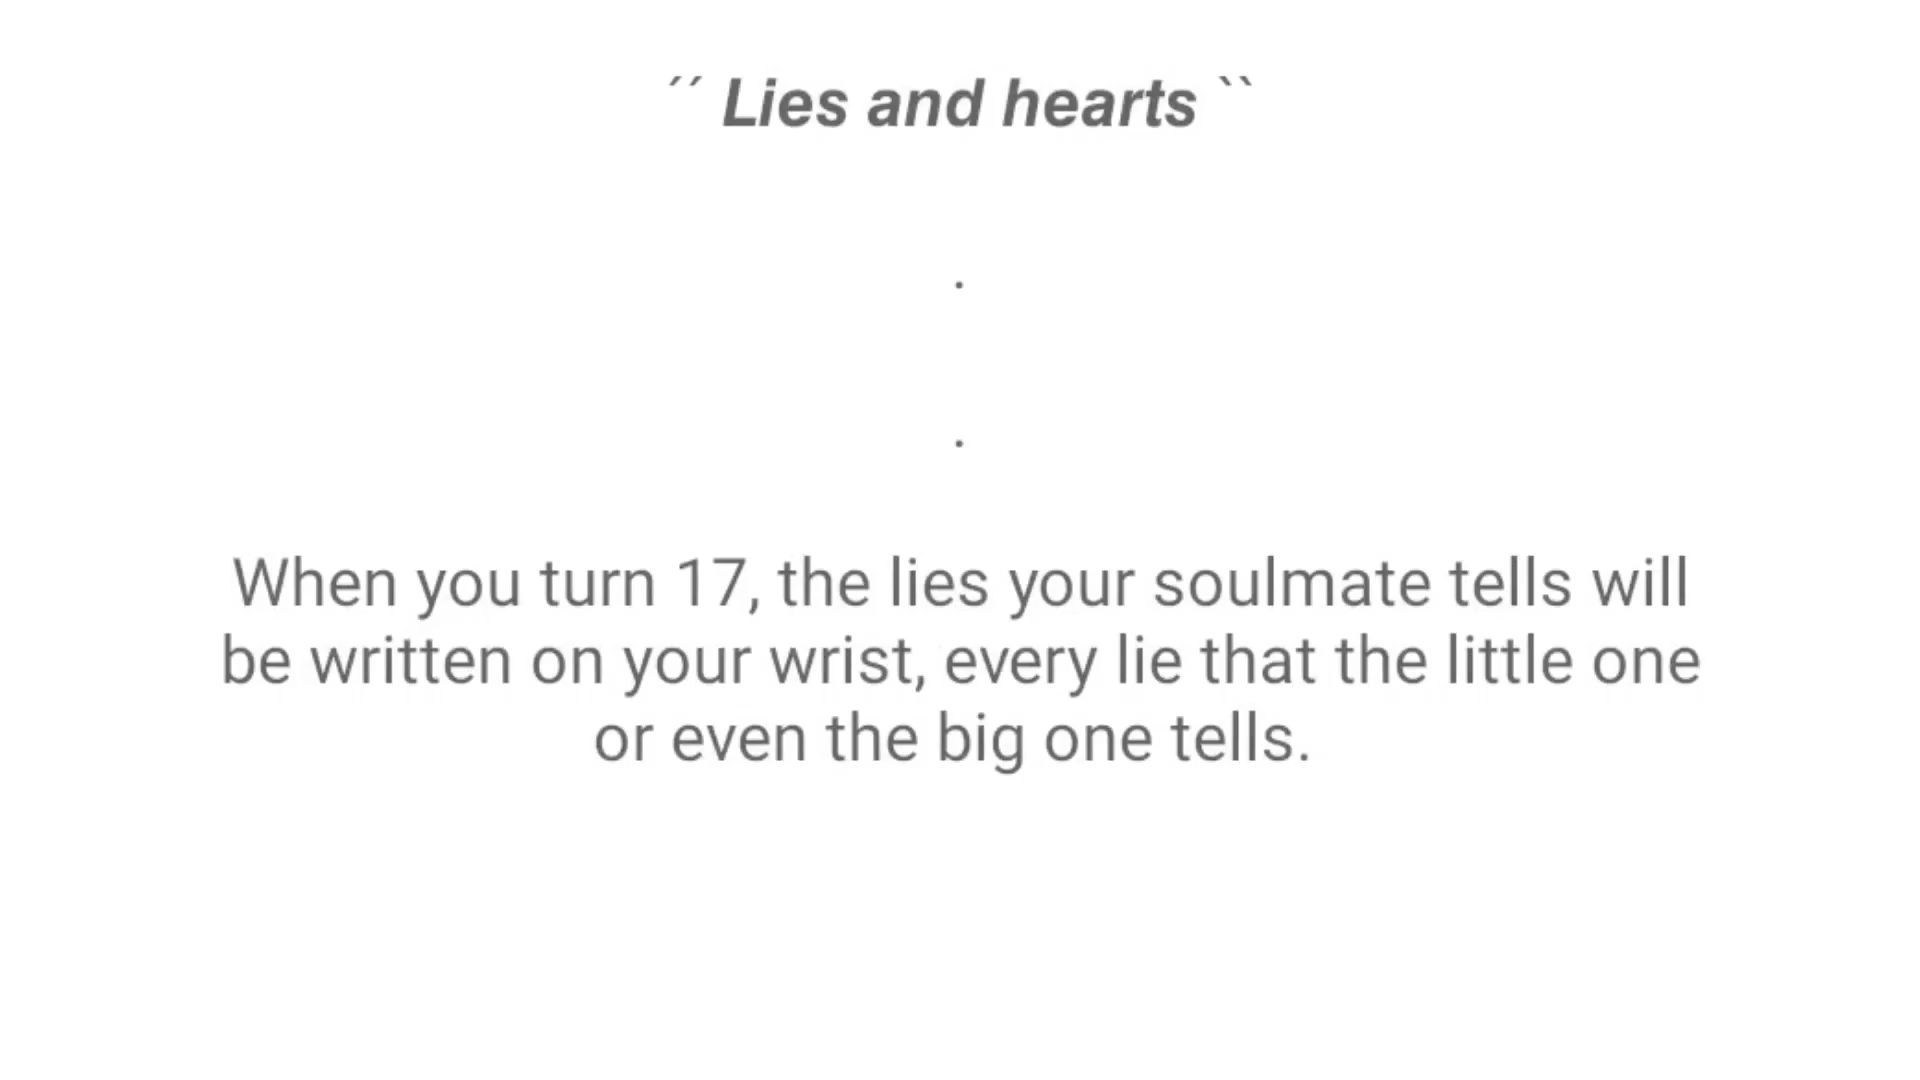 ´´ Lies and hearts ``
.
.
When you turn 17, the lies your soulmate tells will
be written on your wrist, every lie that the little one
or even the big one tells.